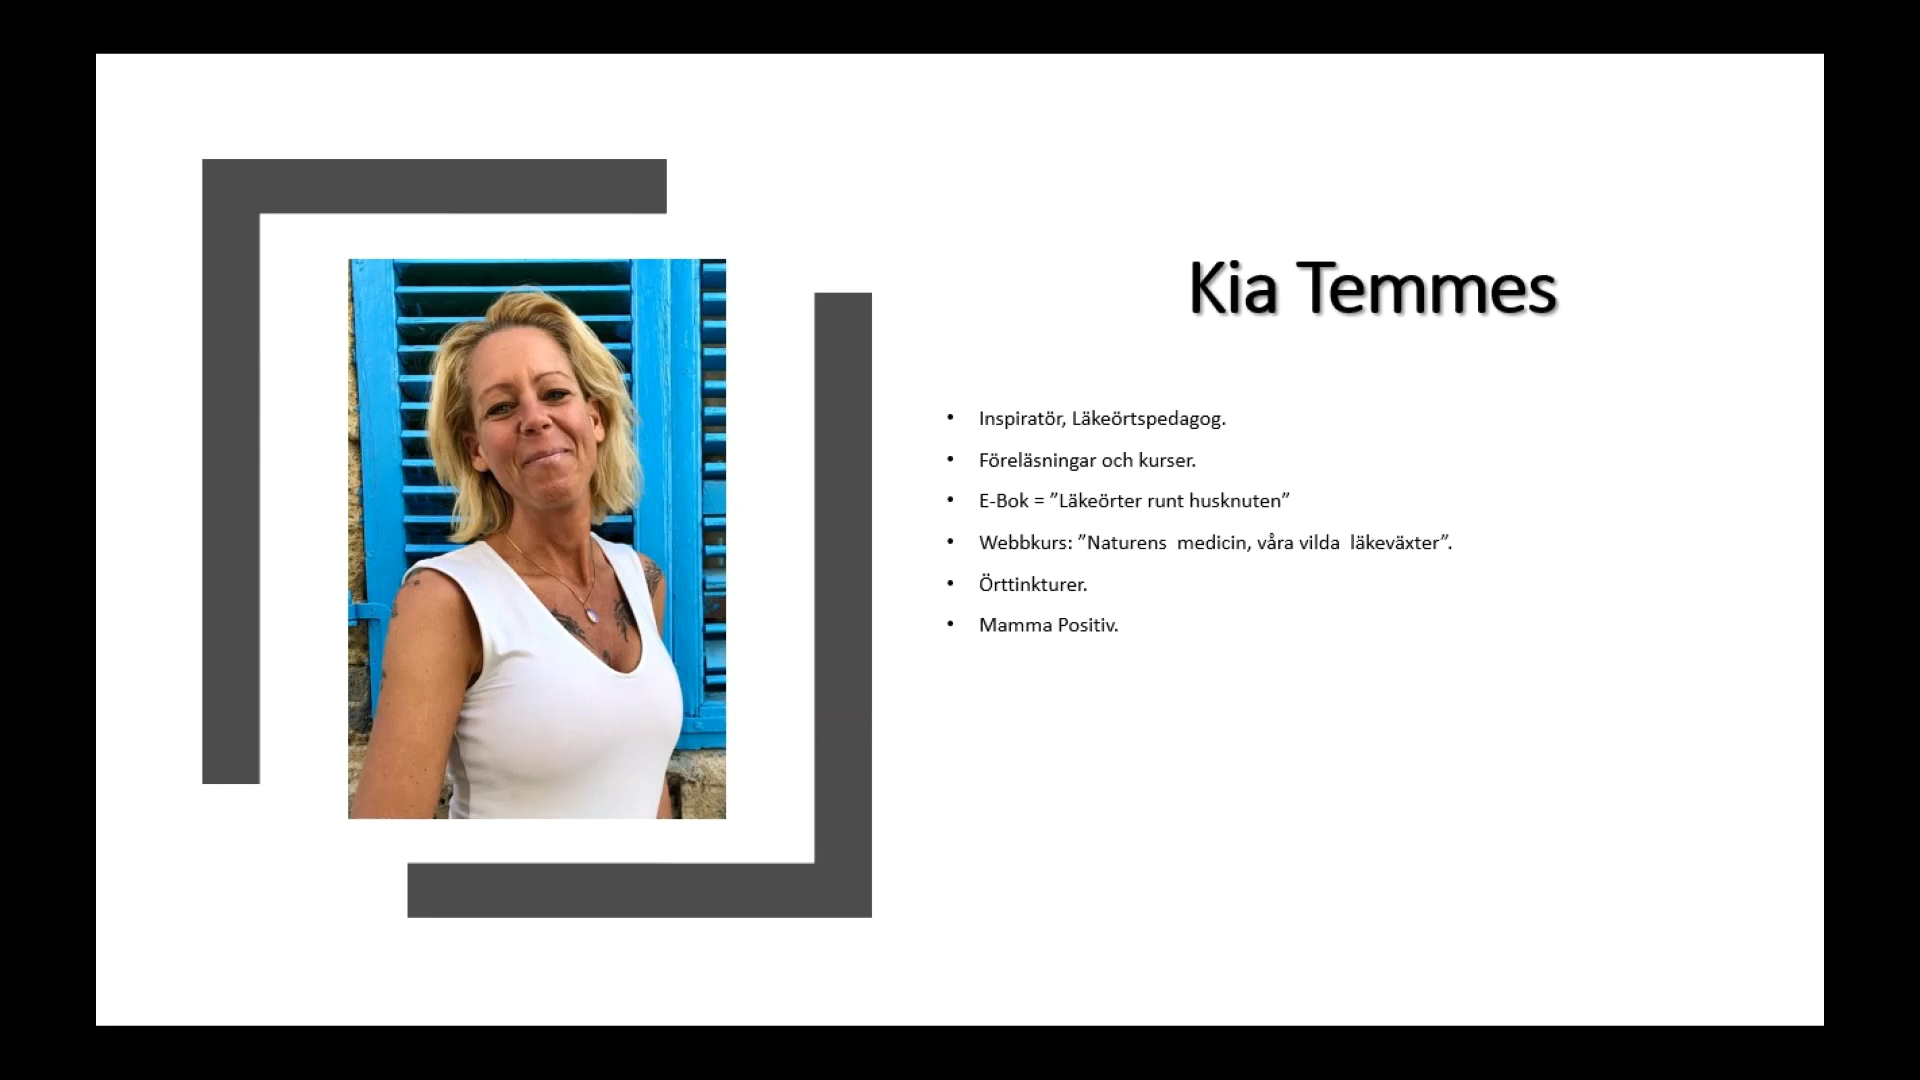 Kia Temmes
• Inspiratör, Läkeörtspedagog.
• Föreläsningar och kurser.
• E-Bok = ”Läkeörter runt husknuten”
• Webbkurs: ”Naturens  medicin, våra vilda  läkeväxter”.
• Örttinkturer.
• Mamma Positiv.